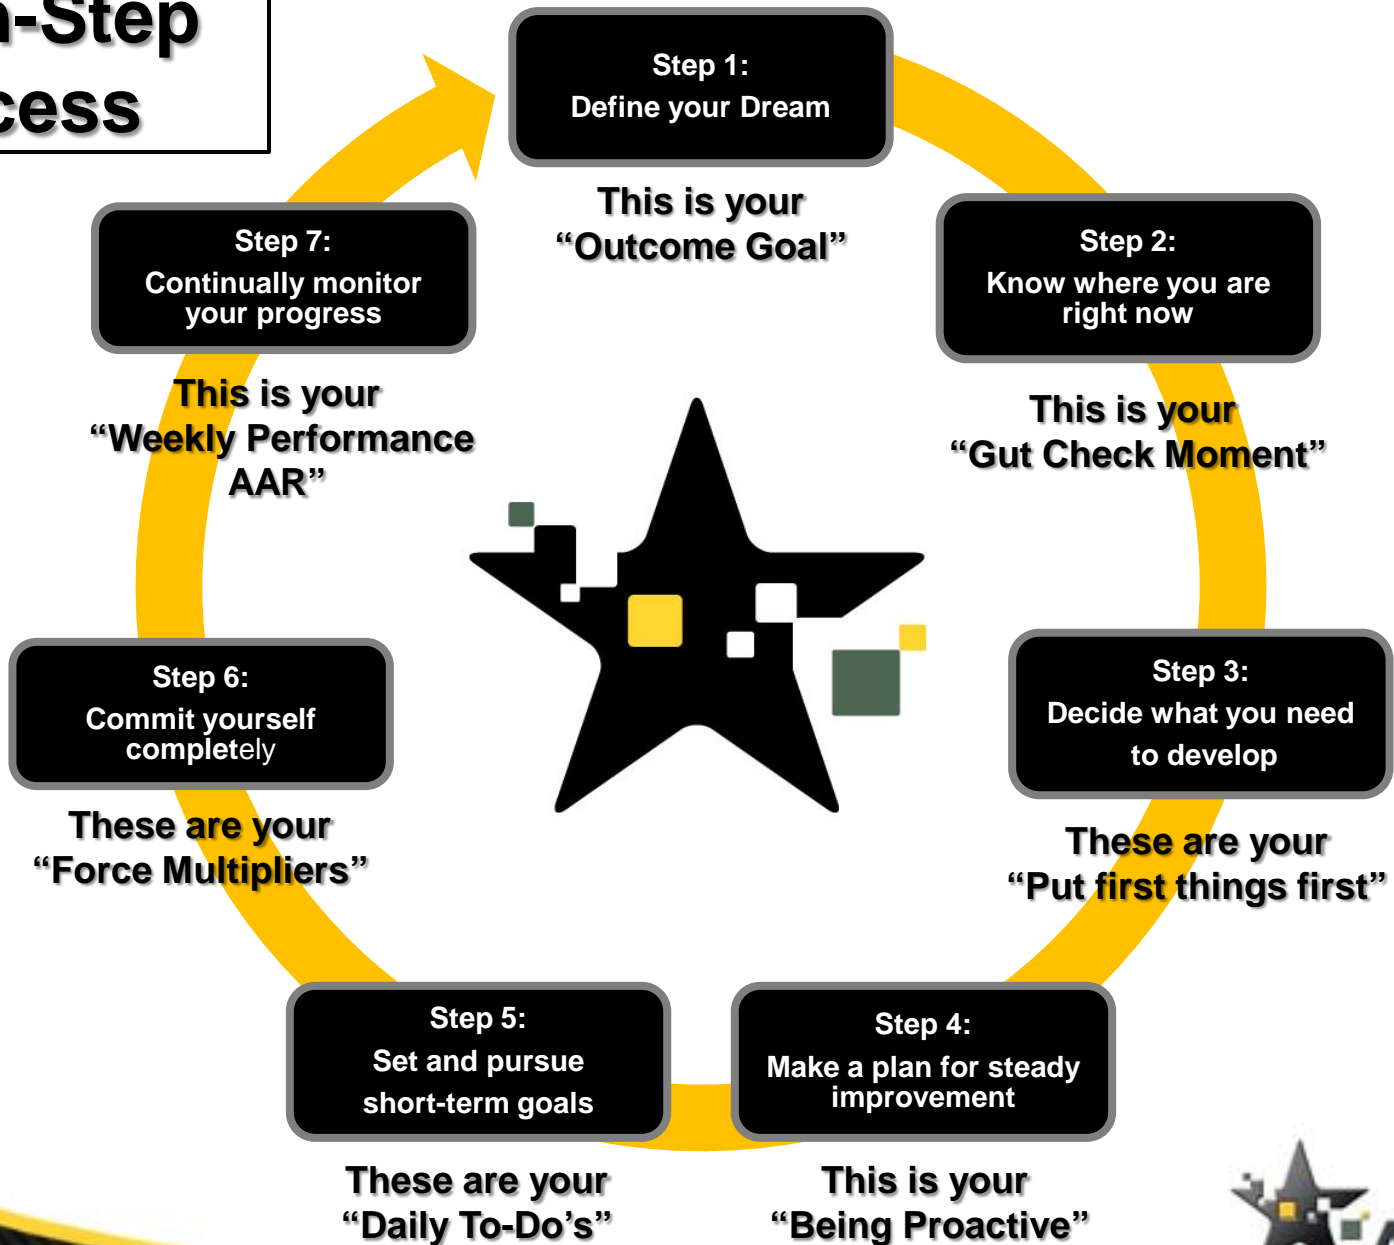 n-Step
cess
Step 1:
Define your Dream
This is your
“Outcome Goal”
Step 2:
Know where you are
right now
This is your
“Gut Check Moment”
Step 3:
Decide what you need
to develop
These are your
“Put first things first”
Step 4:
Make a plan for steady
improvement
This is your
“Being Proactive”
Step 5:
Set and pursue
short-term goals
These are your
“Daily To-Do’s”
Step 6:
Commit yourself
completely
These are your
“Force Multipliers”
Step 7:
Continually monitor
your progress
This is your
“Weekly Performance
AAR”